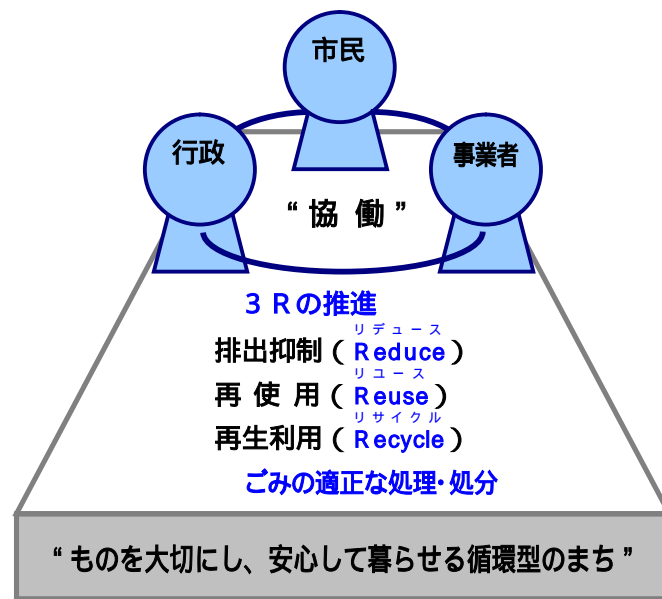 市民
行政
事業者
“協 働”
３Ｒの推進
リデュース
排出抑制（Reduce）
リユース
再 使 用（Reuse）
リサイクル
再生利用（Recycle）
ごみの適正な処理･処分
“ものを大切にし、安心して暮らせる循環型のまち”